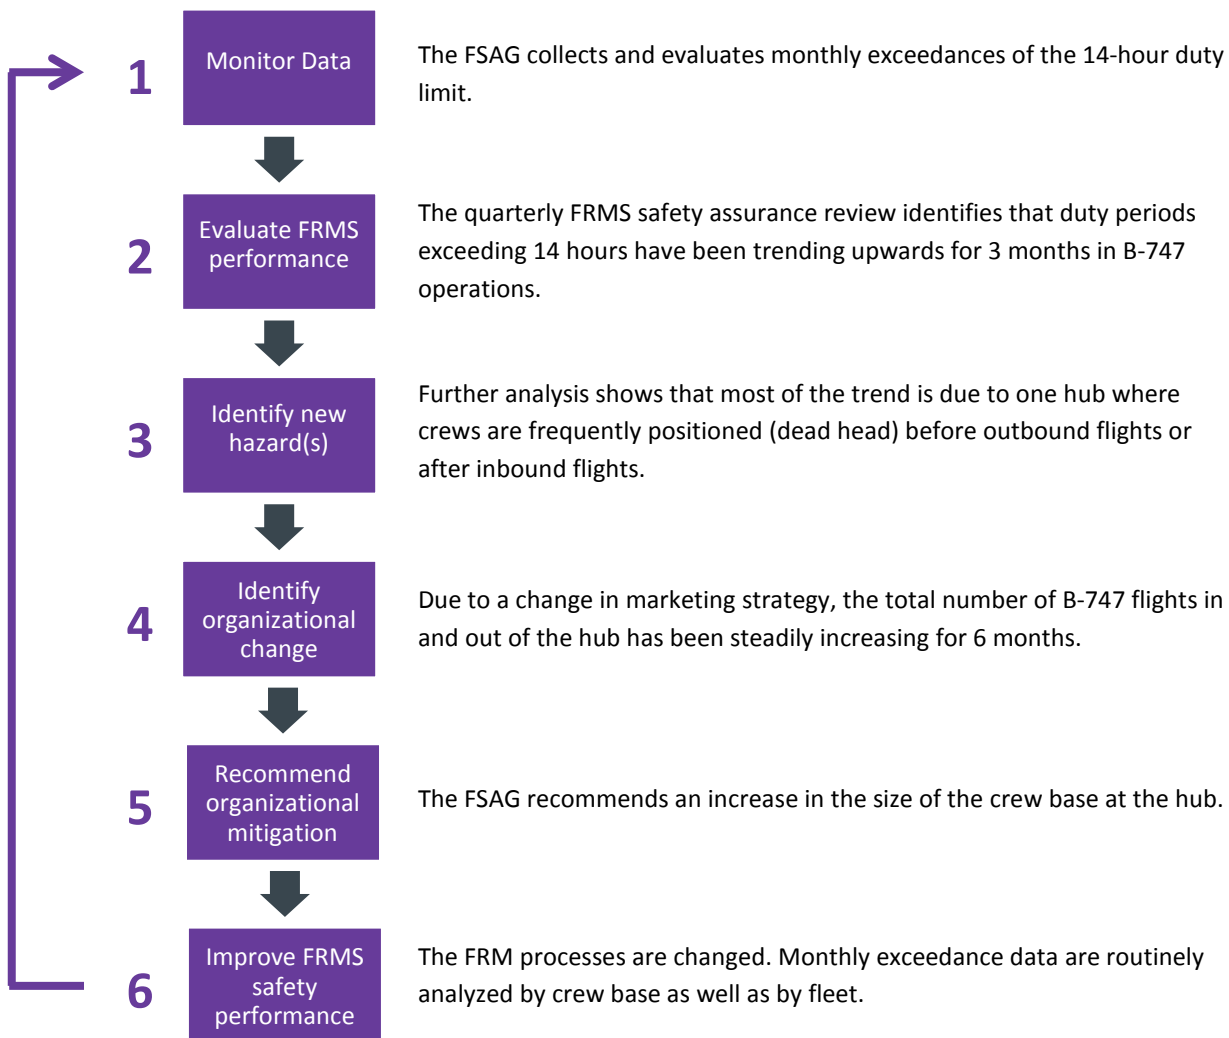 1
Monitor Data
The FSAG collects and evaluates monthly exceedances of the 14-hour duty
limit.
2
Evaluate FRMS
performance
The quarterly FRMS safety assurance review identifies that duty periods
exceeding 14 hours have been trending upwards for 3 months in B-747
operations.
3
Identify new
hazard(s)
Further analysis shows that most of the trend is due to one hub where
crews are frequently positioned (dead head) before outbound flights or
after inbound flights.
4
Identify
organizational
change
Due to a change in marketing strategy, the total number of B-747 flights in
and out of the hub has been steadily increasing for 6 months.
5
Recommend
organizational
mitigation
The FSAG recommends an increase in the size of the crew base at the hub.
6
Improve FRMS
safety
performance
The FRM processes are changed. Monthly exceedance data are routinely
analyzed by crew base as well as by fleet.